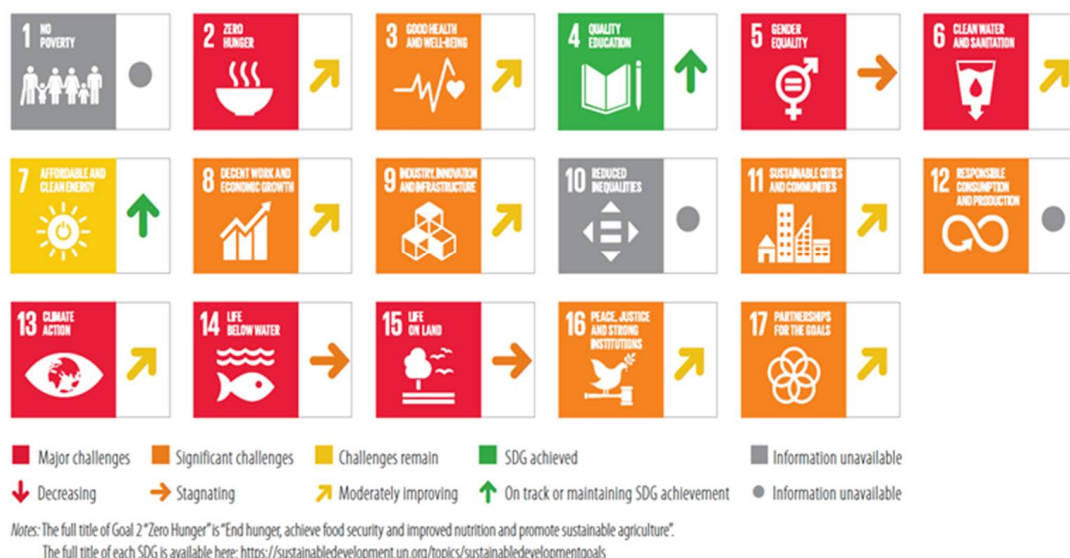 1 NO
POVERTY
2 ZERO
HUNGER
3 GOOD HEALTH
AND WELL-BEING
4 QUALITY
EDUCATION
5 GENDER
EQUALITY
6 CLEAN WATER
AND SANITATION
7 AFFORDABLE AND
CLEAN ENERGY
8 DECENT WORK AND
ECONOMIC GROWTH
9 INDUSTRY, INNOVATION
AND INFRASTRUCTURE
10 REDUCED
INEQUALITIES
11 SUSTAINABLE CITIES
AND COMMUNITIES
12 RESPONSIBLE
CONSUMPTION
AND PRODUCTION
13 CLIMATE
ACTION
14 LIFE
BELOW WATER
15 LIFE
ON LAND
16 PEACE, JUSTICE
AND STRONG
INSTITUTIONS
17 PARTNERSHIPS
FOR THE GOALS
Major challenges Significant challenges Challenges remain SDG achieved Information unavailable
Decreasing Stagnating Moderately improving On track or maintaining SDG achievement Information unavailable
Notes: The full title of Goal 2 "Zero Hunger" is "End hunger, achieve food security and improved nutrition and promote sustainable agriculture".
The full title of each SDG is available here: https://sustainabledevelopment.un.org/topics/sustainabledevelopmentgoals